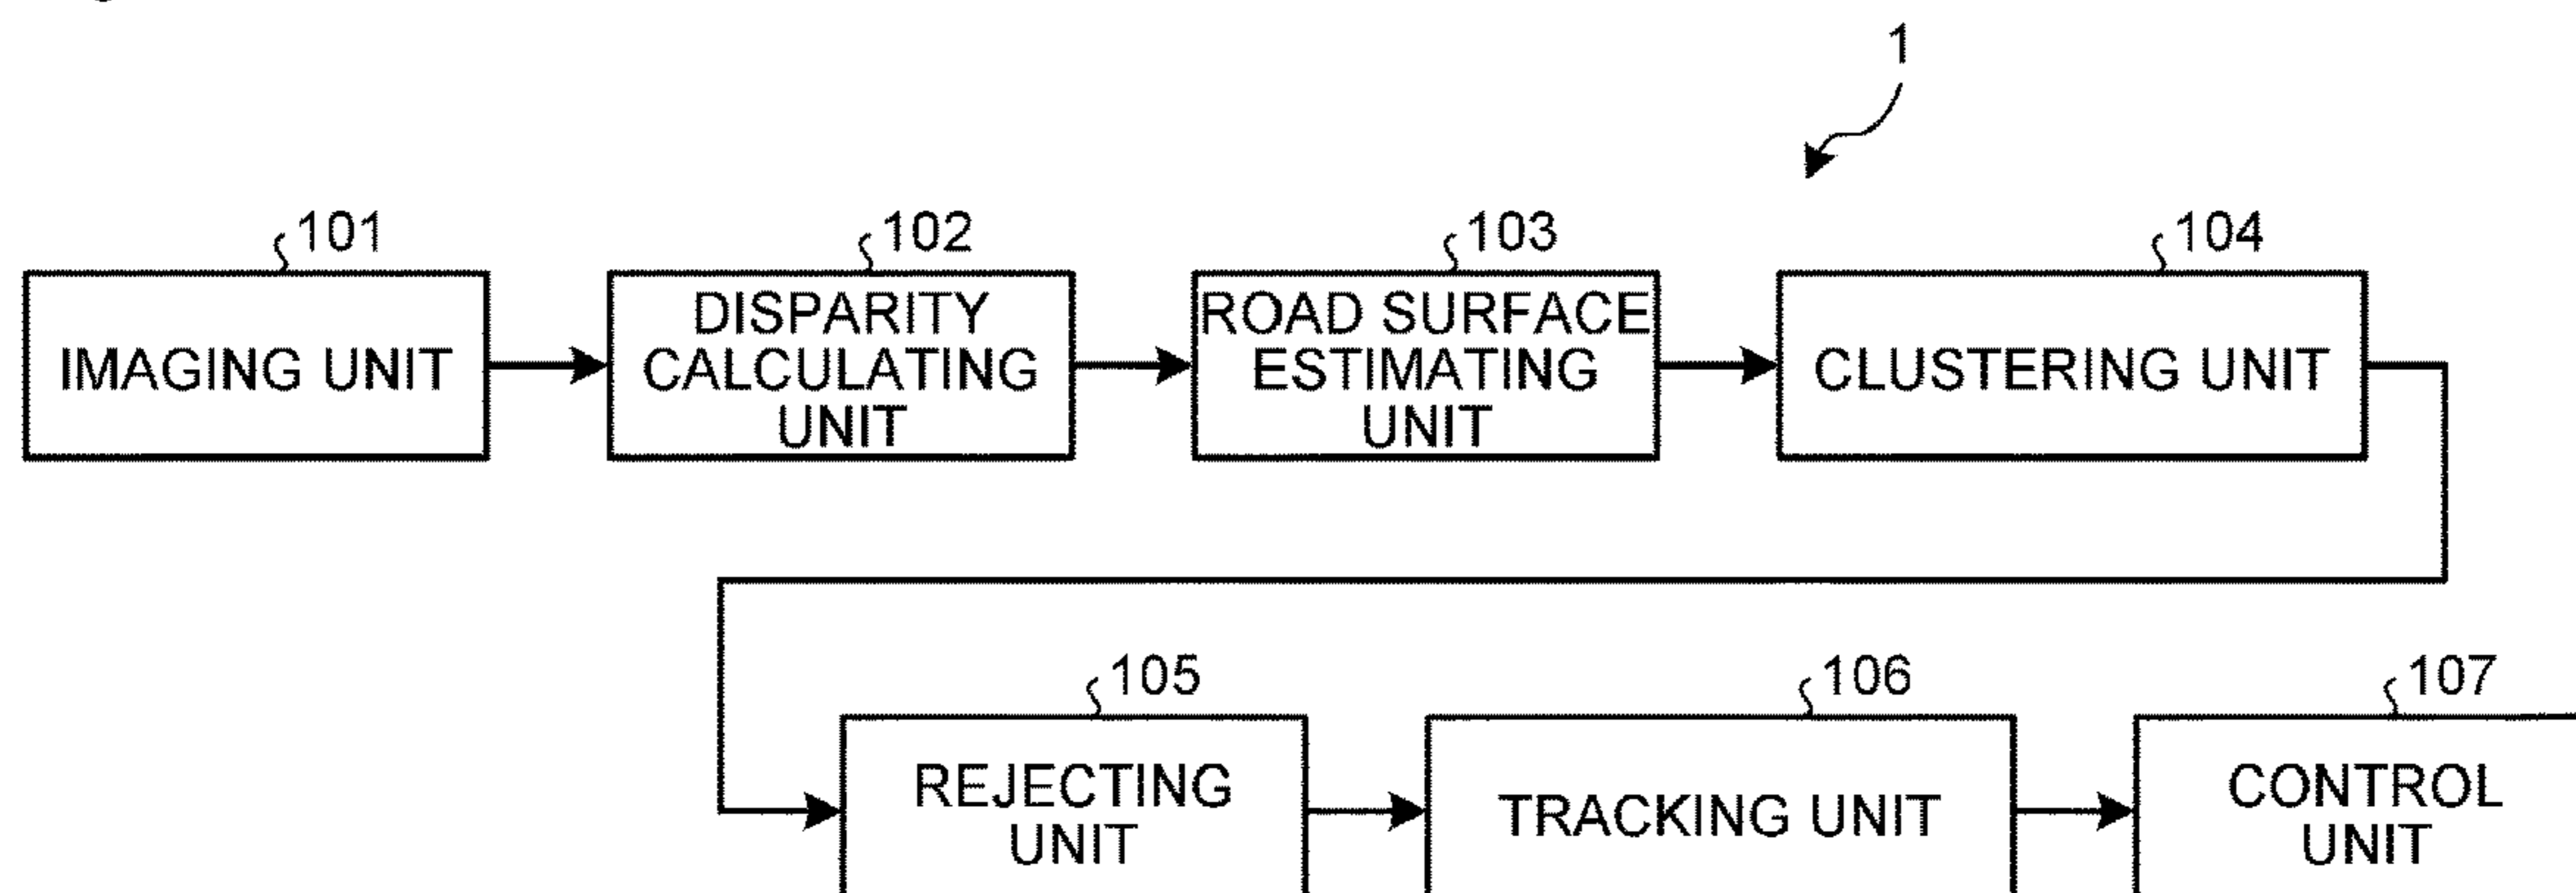 1
101
102
103
104
IMAGING UNIT
DISPARITY
CALCULATING
UNIT
ROAD SURFACE
ESTIMATING
UNIT
CLUSTERING UNIT
105
106
107
REJECTING
UNIT
TRACKING UNIT
CONTROL
UNIT